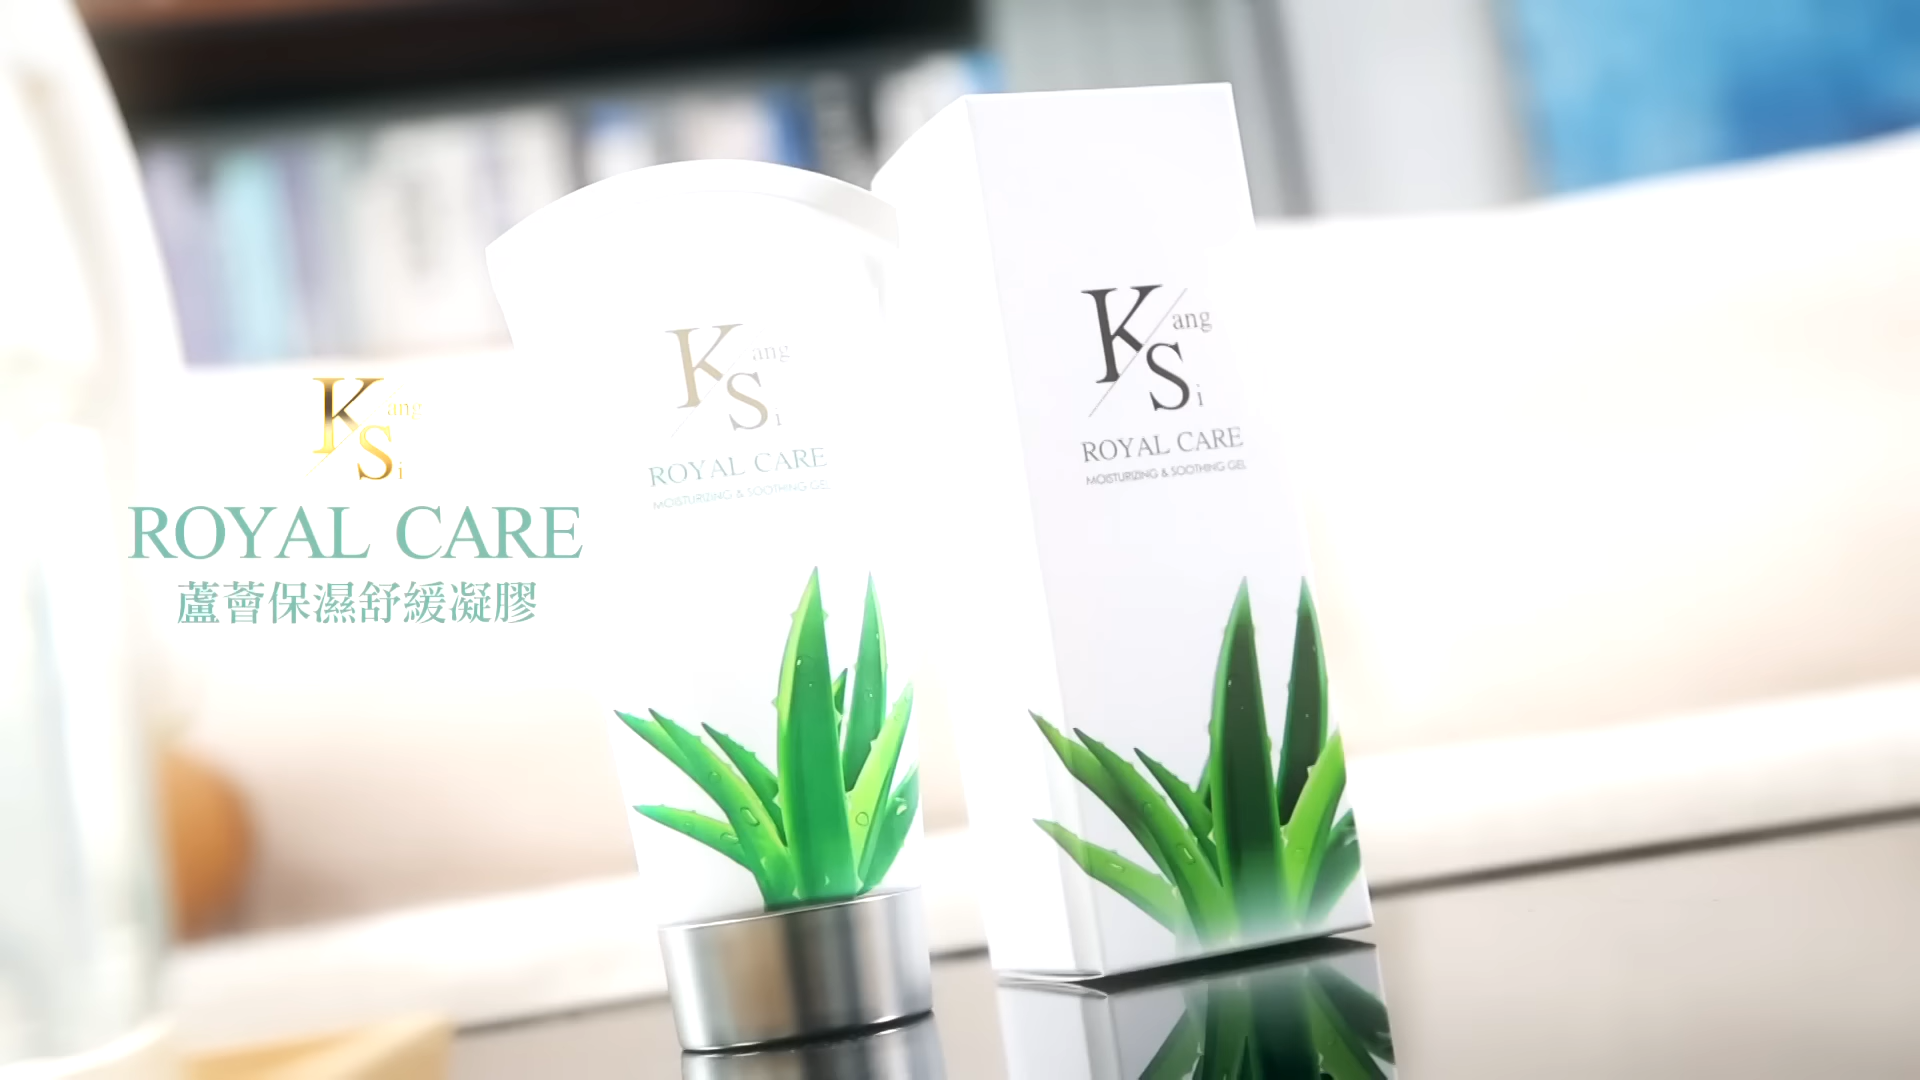 Kang
Si
ROYAL CARE
蘆薈保濕舒緩凝膠
Kang
Si
ROYAL CARE
MOISTURIZING & SOOTHING GEL
Kang
Si
ROYAL CARE
MOISTURIZING & SOOTHING GEL